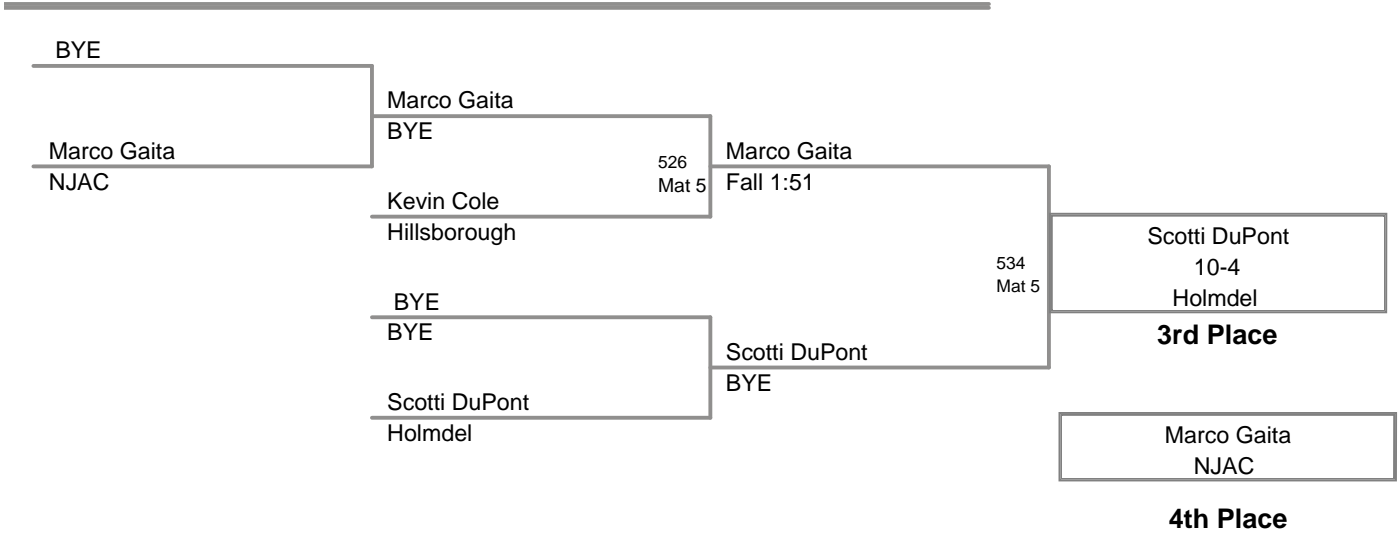 BYE
Marco Gaita
NJAC
Marco Gaita
BYE
Kevin Cole
Hillsborough
526
Mat 5
BYE
BYE
Scotti DuPont
Holmdel
Marco Gaita
Fall 1:51
Scotti DuPont
BYE
534
Mat 5
Scotti DuPont
10-4
Holmdel
3rd Place
Marco Gaita
NJAC
4th Place